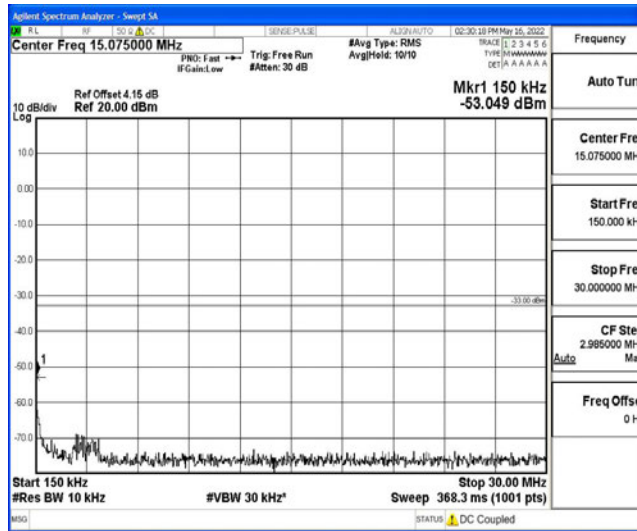 Agilent Spectrum Analyzer - Swept SA
RL RF 50 Ω DC SENSE:PULSE ALIGN AUTO 02:30:18 PM May 16, 2022
Center Freq 15.075000 MHz
PNO: Fast
IFGain:Low
Trig: Free Run
#Atten: 30 dB
#Avg Type: RMS
Avg|Hold: 10/10
TRACE 1 2 3 4 5 6
TYPE MWWWWW
DET A A A A A A
Mkr1 150 kHz
-53.049 dBm
Ref Offset 4.15 dB
10 dB/div Ref 20.00 dBm
Log
10.0
0.00
-10.0
-20.0
-30.0
-33.00 dBm
-40.0
1
-50.0
-60.0
-70.0
Start 150 kHz Stop 30.00 MHz
#Res BW 10 kHz #VBW 30 kHz* Sweep 368.3 ms (1001 pts)
MSG STATUS DC Coupled
Frequency
Auto Tun
Center Fre
15.075000 MH
Start Fre
150.000 kH
Stop Fre
30.000000 MH
CF Ste
2.985000 MH
Auto Ma
Freq Offs
0 H